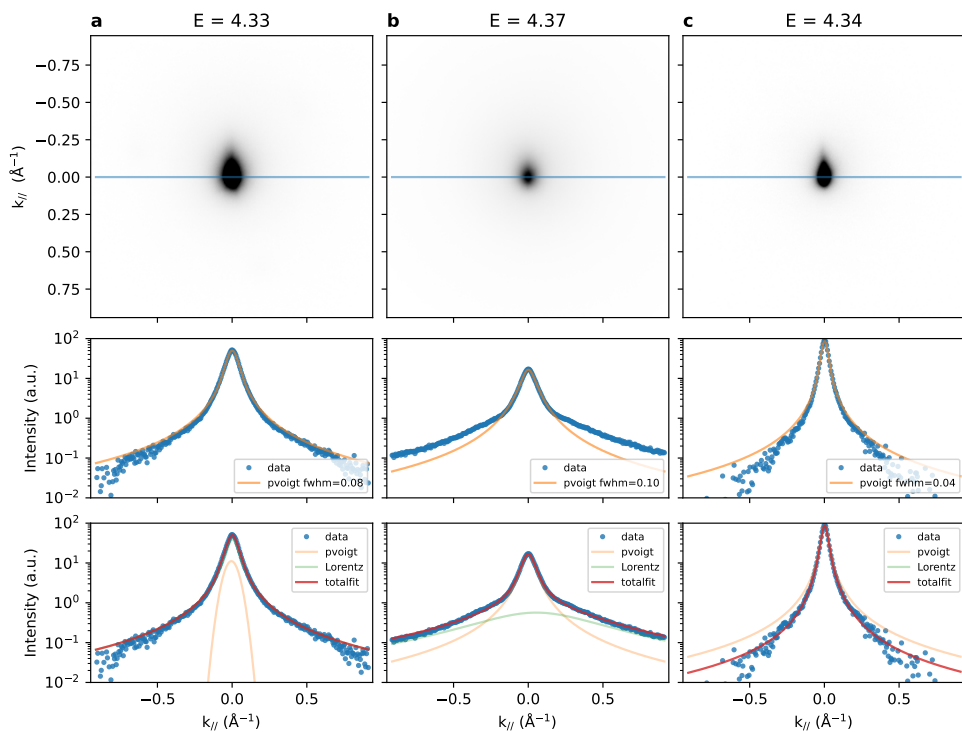 a E = 4.33 b E = 4.37 c E = 4.34
k// (Å⁻¹)
−0.75
−0.50
−0.25
0.00
0.25
0.50
0.75
Intensity (a.u.)
10²
10¹
10⁰
10⁻¹
10⁻²
data
pvoigt fwhm=0.08
data
pvoigt fwhm=0.10
data
pvoigt fwhm=0.04
Intensity (a.u.)
10²
10¹
10⁰
10⁻¹
10⁻²
data
pvoigt
Lorentz
totalfit
data
pvoigt
Lorentz
totalfit
data
pvoigt
Lorentz
totalfit
−0.5 0.0 0.5 −0.5 0.0 0.5 −0.5 0.0 0.5
k// (Å⁻¹) k// (Å⁻¹) k// (Å⁻¹)